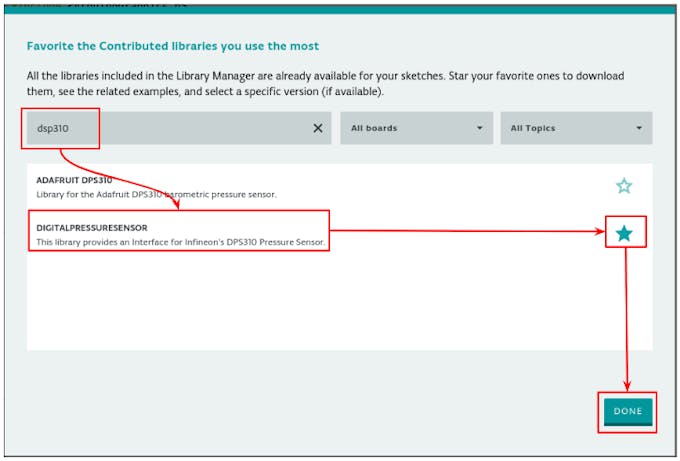 Favorite the Contributed libraries you use the most
All the libraries included in the Library Manager are already available for your sketches. Star your favorite ones to download
them, see the related examples, and select a specific version (if available).
dsp310
All boards
All Topics
ADAFRUIT DPS310
Library for the Adafruit DPS310 barometric pressure sensor.
DIGITALPRESSURESENSOR
This library provides an Interface for Infineon's DPS310 Pressure Sensor.
DONE